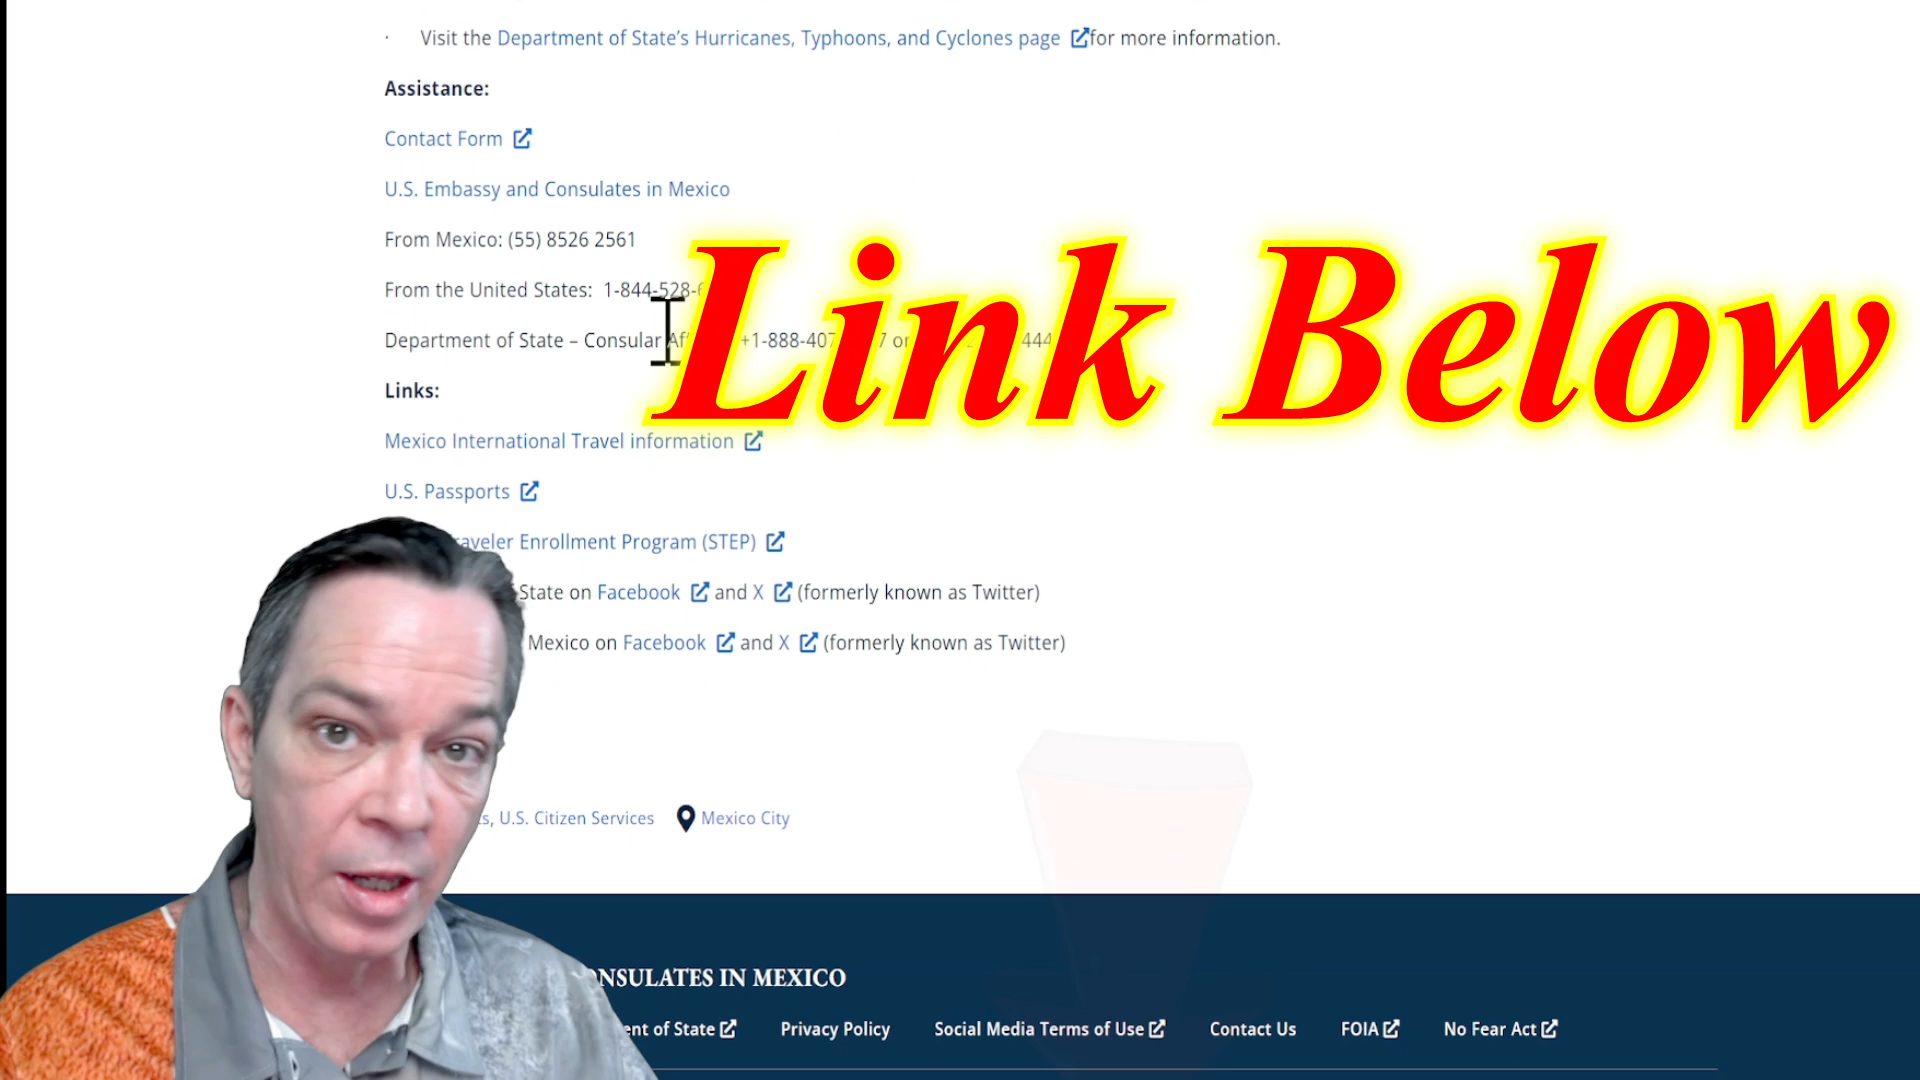 · Visit the Department of State's Hurricanes, Typhoons, and Cyclones page for more information.
Assistance:
Contact Form
U.S. Embassy and Consulates in Mexico
From Mexico: (55) 8526 2561
From the United States: 1-844-528-
Department of State – Consular +1-888-407 or 444
Link Below
Links:
Mexico International Travel information
U.S. Passports
Enrollment Program (STEP)
State on Facebook and X (formerly known as Twitter)
Mexico on Facebook and X (formerly known as Twitter)
U.S. Citizen Services Mexico City
IN MEXICO
of State Privacy Policy Social Media Terms of Use Contact Us FOIA No Fear Act